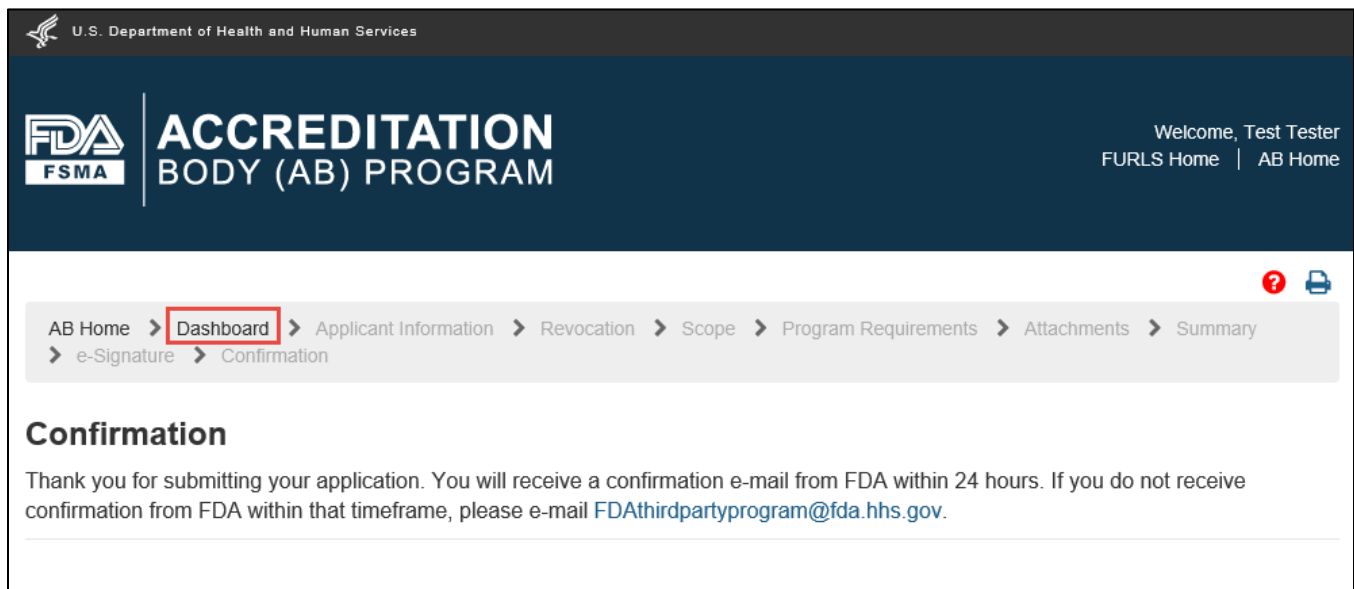 U.S. Department of Health and Human Services
FDA
FSMA
ACCREDITATION
BODY (AB) PROGRAM
Welcome, Test Tester
FURLS Home | AB Home
?
AB Home > Dashboard > Applicant Information > Revocation > Scope > Program Requirements > Attachments > Summary
> e-Signature > Confirmation
Confirmation
Thank you for submitting your application. You will receive a confirmation e-mail from FDA within 24 hours. If you do not receive
confirmation from FDA within that timeframe, please e-mail FDAthirdpartyprogram@fda.hhs.gov.